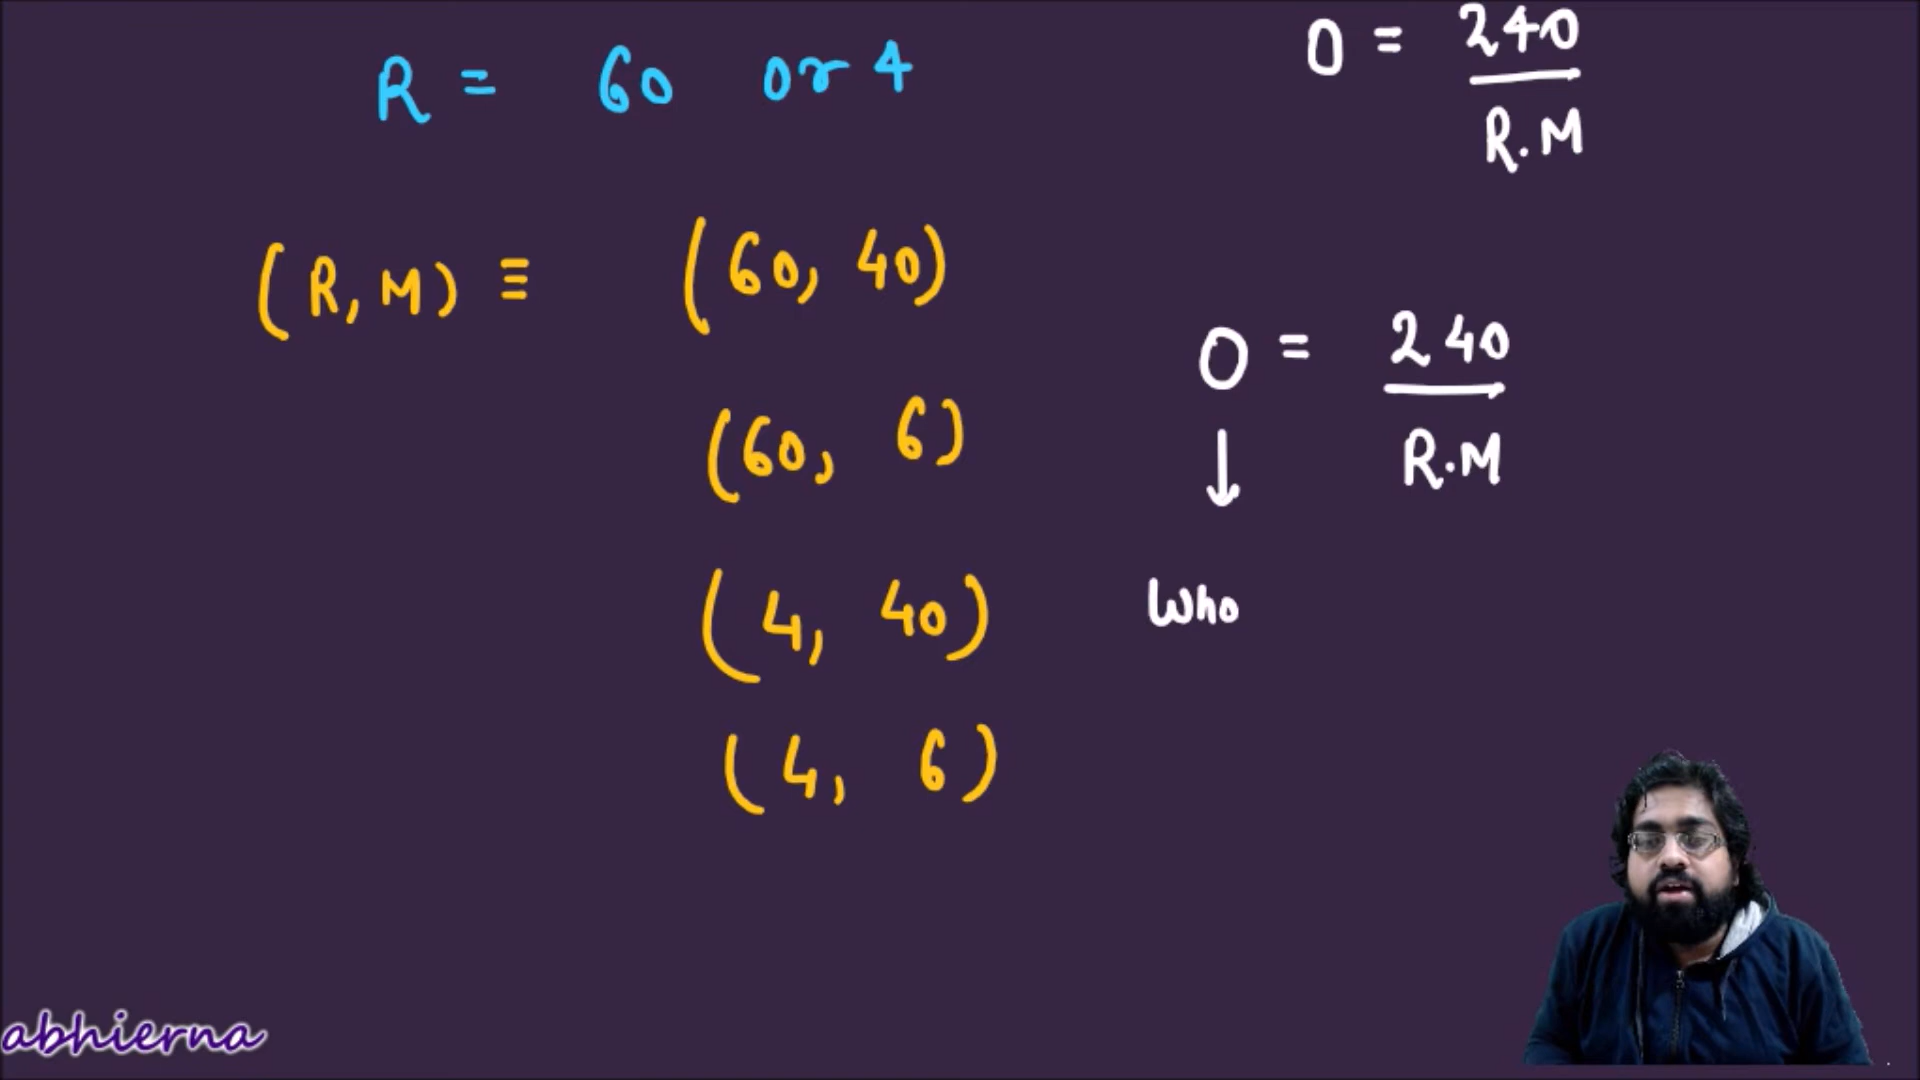 R = 60 or 4
O = 240
R.M
(R, M) ≡ (60, 40)
(60, 6)
(4, 40)
(4, 6)
O = 240
R.M
↓
Who
abhierna